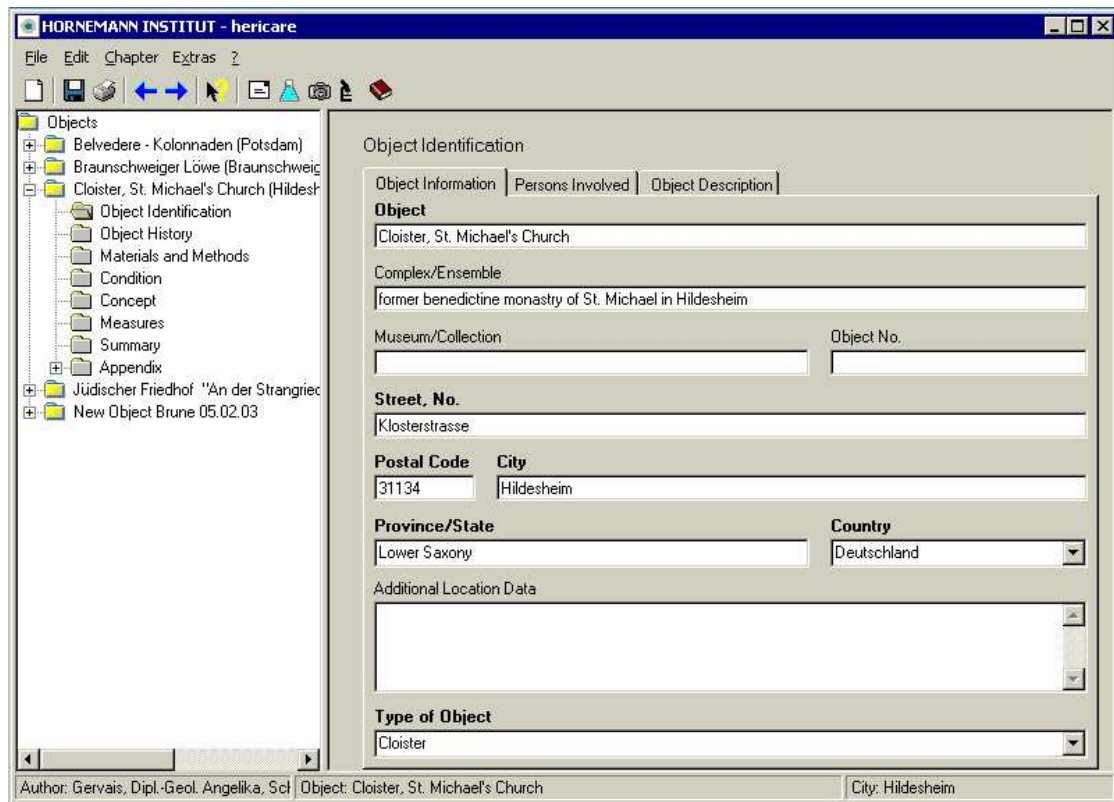 HORNEMANN INSTITUT - hericare
File Edit Chapter Extras ?
Objects
Belvedere - Kolonnaden (Potsdam)
Braunschweiger Löwe (Braunschweig
Cloister, St. Michael's Church (Hildesh
Object Identification
Object History
Materials and Methods
Condition
Concept
Measures
Summary
Appendix
Jüdischer Friedhof "An der Strangried
New Object Brune 05.02.03
Object Identification
Object Information Persons Involved Object Description
Object
Cloister, St. Michael's Church
Complex/Ensemble
former benedictine monastry of St. Michael in Hildesheim
Museum/Collection Object No.
Street, No.
Klosterstrasse
Postal Code City
31134 Hildesheim
Province/State Country
Lower Saxony Deutschland
Additional Location Data
Type of Object
Cloister
Author: Gervais, Dipl.-Geol. Angelika, Scl Object: Cloister, St. Michael's Church City: Hildesheim